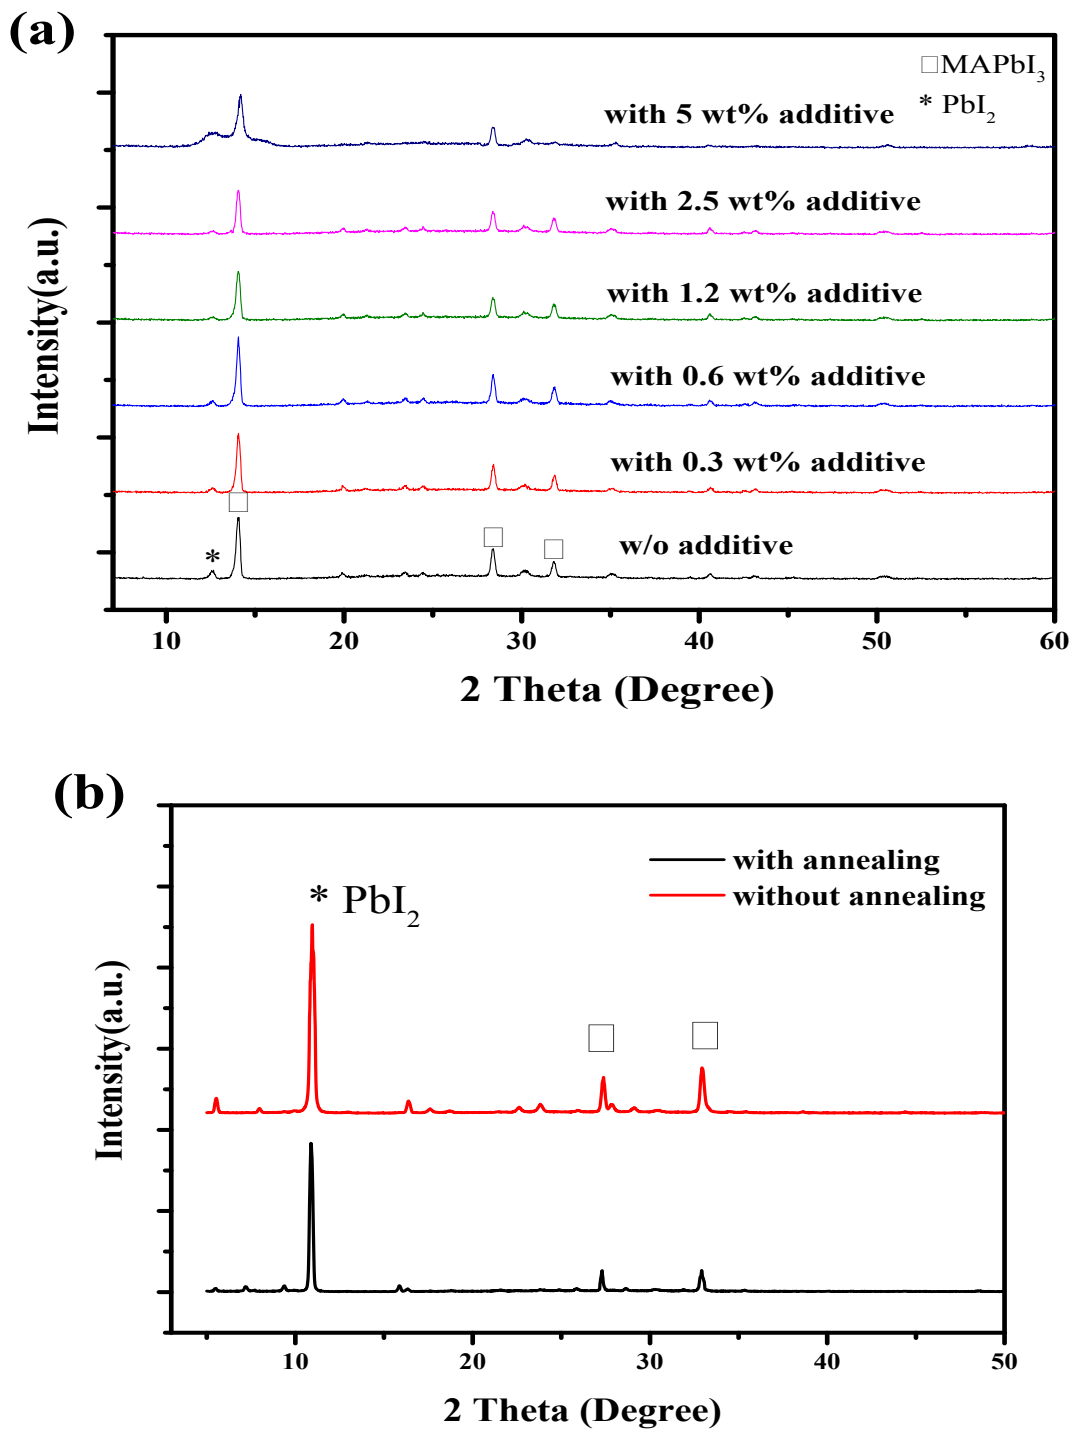 (a)
□MAPbI₃
* PbI₂
with 5 wt% additive
with 2.5 wt% additive
with 1.2 wt% additive
with 0.6 wt% additive
with 0.3 wt% additive
w/o additive
*
Intensity(a.u.)
10 20 30 40 50 60
2 Theta (Degree)
(b)
with annealing
without annealing
* PbI₂
Intensity(a.u.)
10 20 30 40 50
2 Theta (Degree)